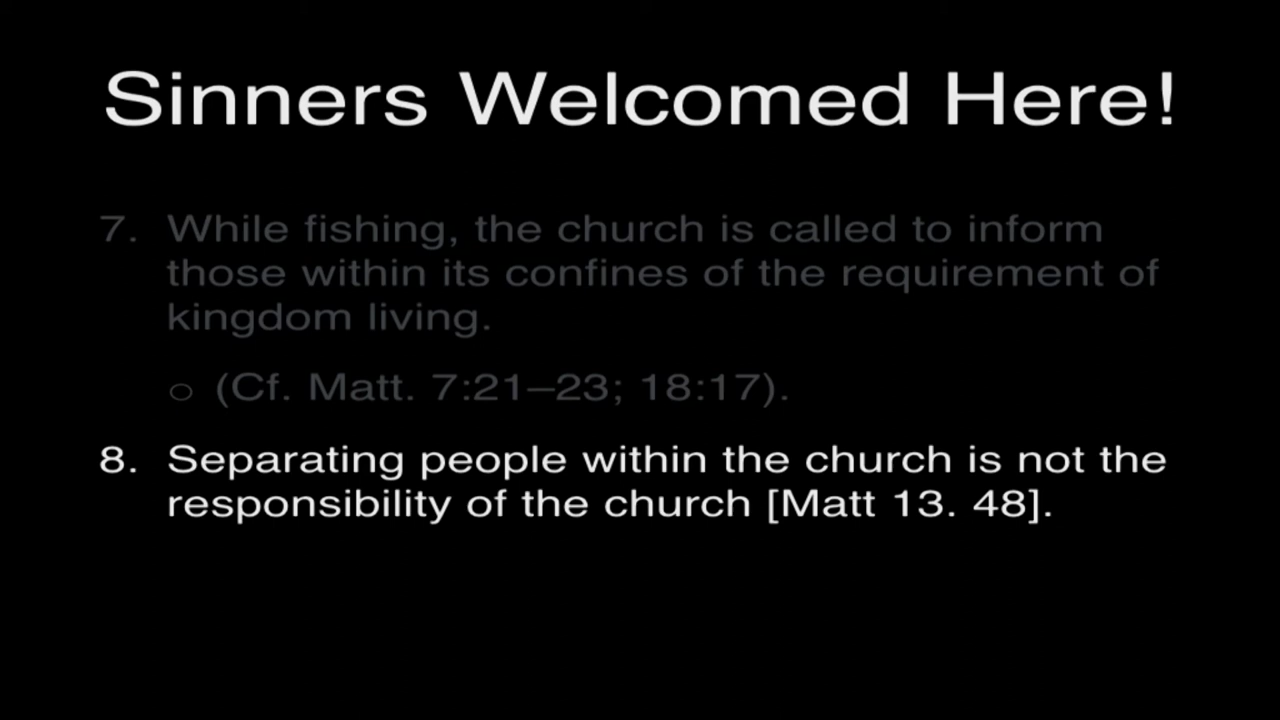 Sinners Welcomed Here!
7. While fishing, the church is called to inform
those within its confines of the requirement of
kingdom living.
o (Cf. Matt. 7:21–23; 18:17).
8. Separating people within the church is not the
responsibility of the church [Matt 13. 48].